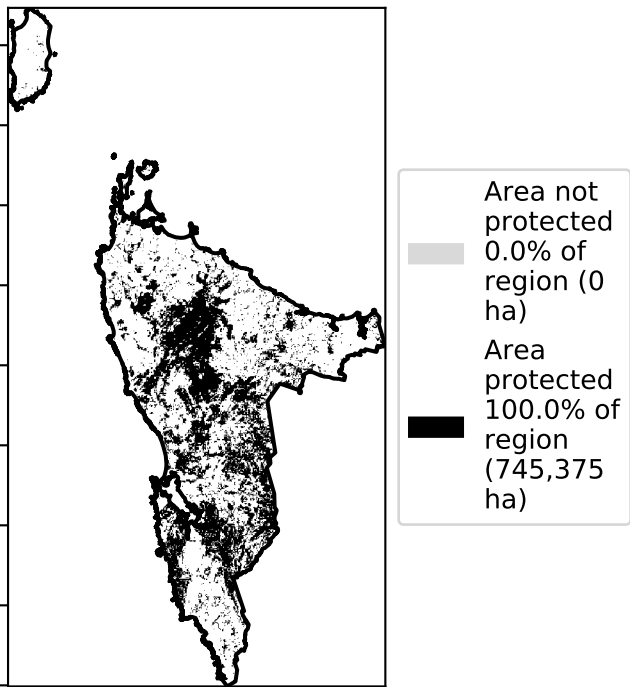 Area not
protected
0.0% of
region (0
ha)
Area
protected
100.0% of
region
(745,375
ha)